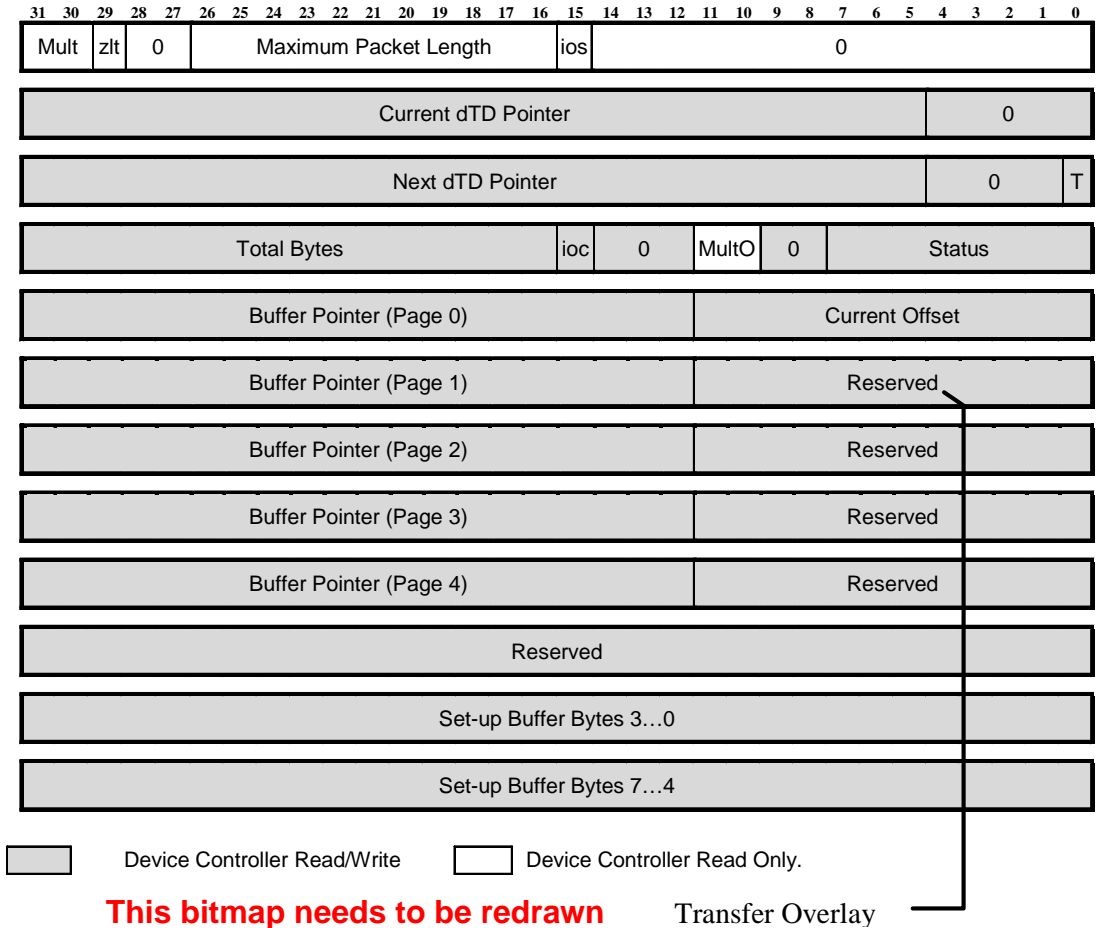 31 30 29 28 27 26 25 24 23 22 21 20 19 18 17 16 15 14 13 12 11 10 9 8 7 6 5 4 3 2 1 0
Mult zlt 0 Maximum Packet Length ios 0
Current dTD Pointer 0
Next dTD Pointer 0 T
Total Bytes ioc 0 MultO 0 Status
Buffer Pointer (Page 0) Current Offset
Buffer Pointer (Page 1) Reserved
Buffer Pointer (Page 2) Reserved
Buffer Pointer (Page 3) Reserved
Buffer Pointer (Page 4) Reserved
Reserved
Set-up Buffer Bytes 3…0
Set-up Buffer Bytes 7…4
Device Controller Read/Write Device Controller Read Only.
This bitmap needs to be redrawn Transfer Overlay